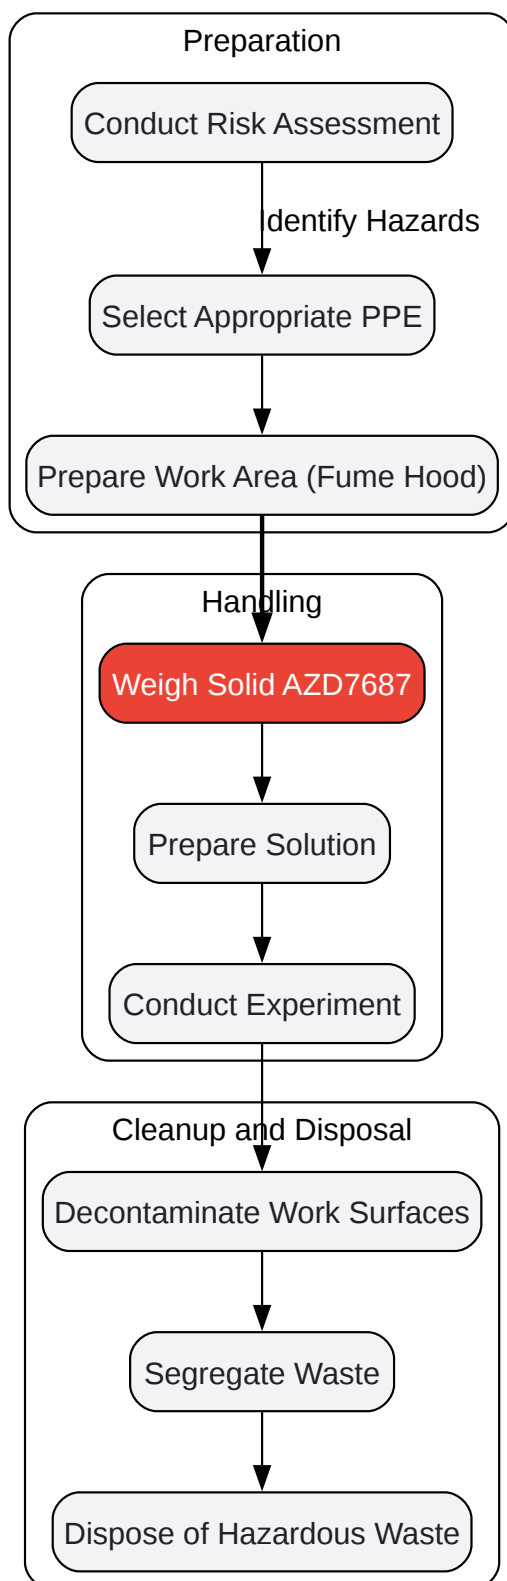 Preparation
Conduct Risk Assessment
Identify Hazards
Select Appropriate PPE
Prepare Work Area (Fume Hood)
Handling
Weigh Solid AZD7687
Prepare Solution
Conduct Experiment
Cleanup and Disposal
Decontaminate Work Surfaces
Segregate Waste
Dispose of Hazardous Waste